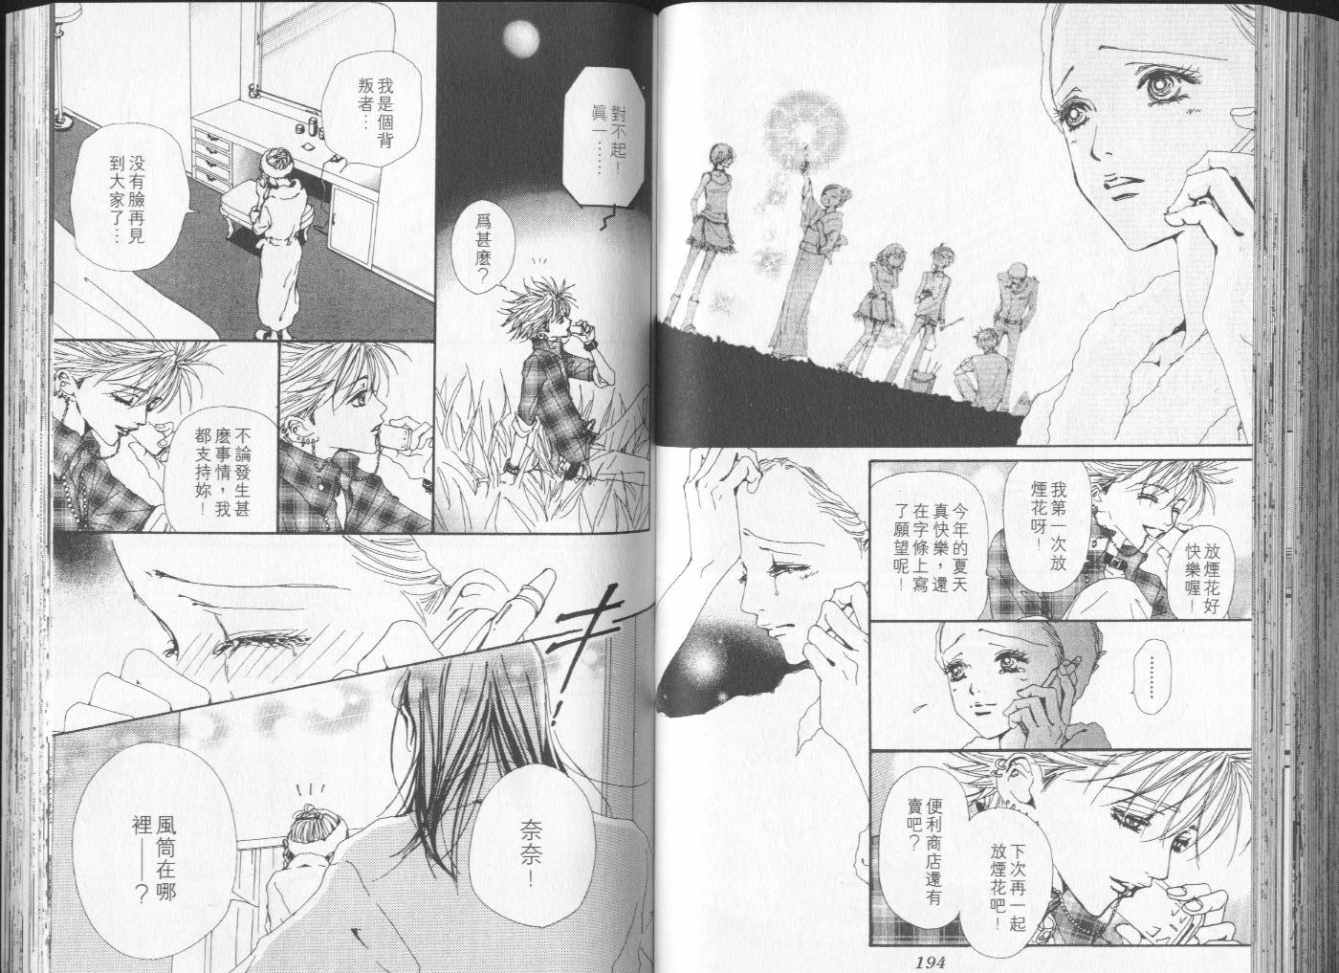 放煙花好
快樂喔！
我第一次放
煙花呀！
今年的夏天
真快樂，還
在字條上寫
了願望呢！
………
下次再一起
放煙花吧！
便利商店還有
賣吧？
194
對不起！
眞一……
爲甚麽？
我是個背
叛者…
没有臉再見
到大家了…
不論發生甚
麽事情，我
都支持妳！
奈奈！
風筒在哪
裡——？